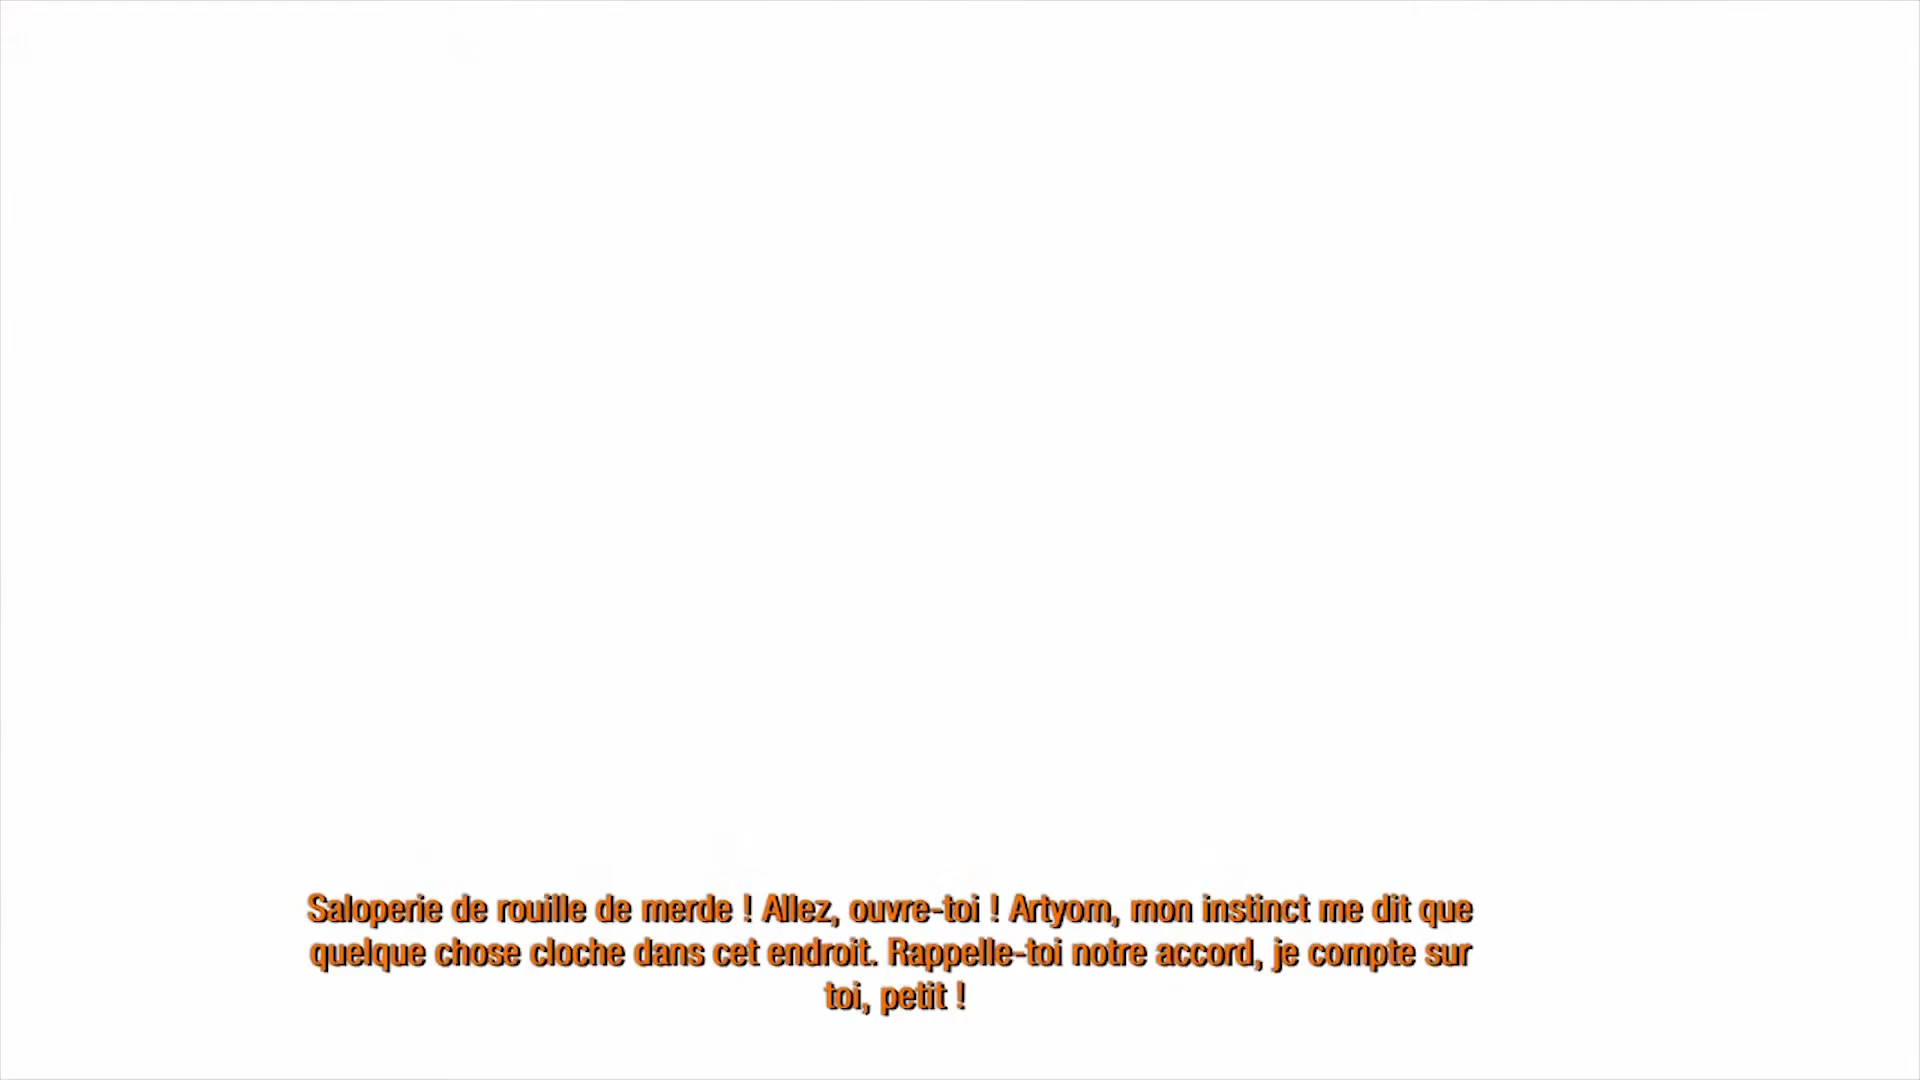 Saloperie de rouille de merde ! Allez, ouvre-toi ! Artyom, mon instinct me dit que
quelque chose cloche dans cet endroit. Rappelle-toi notre accord, je compte sur
toi, petit !